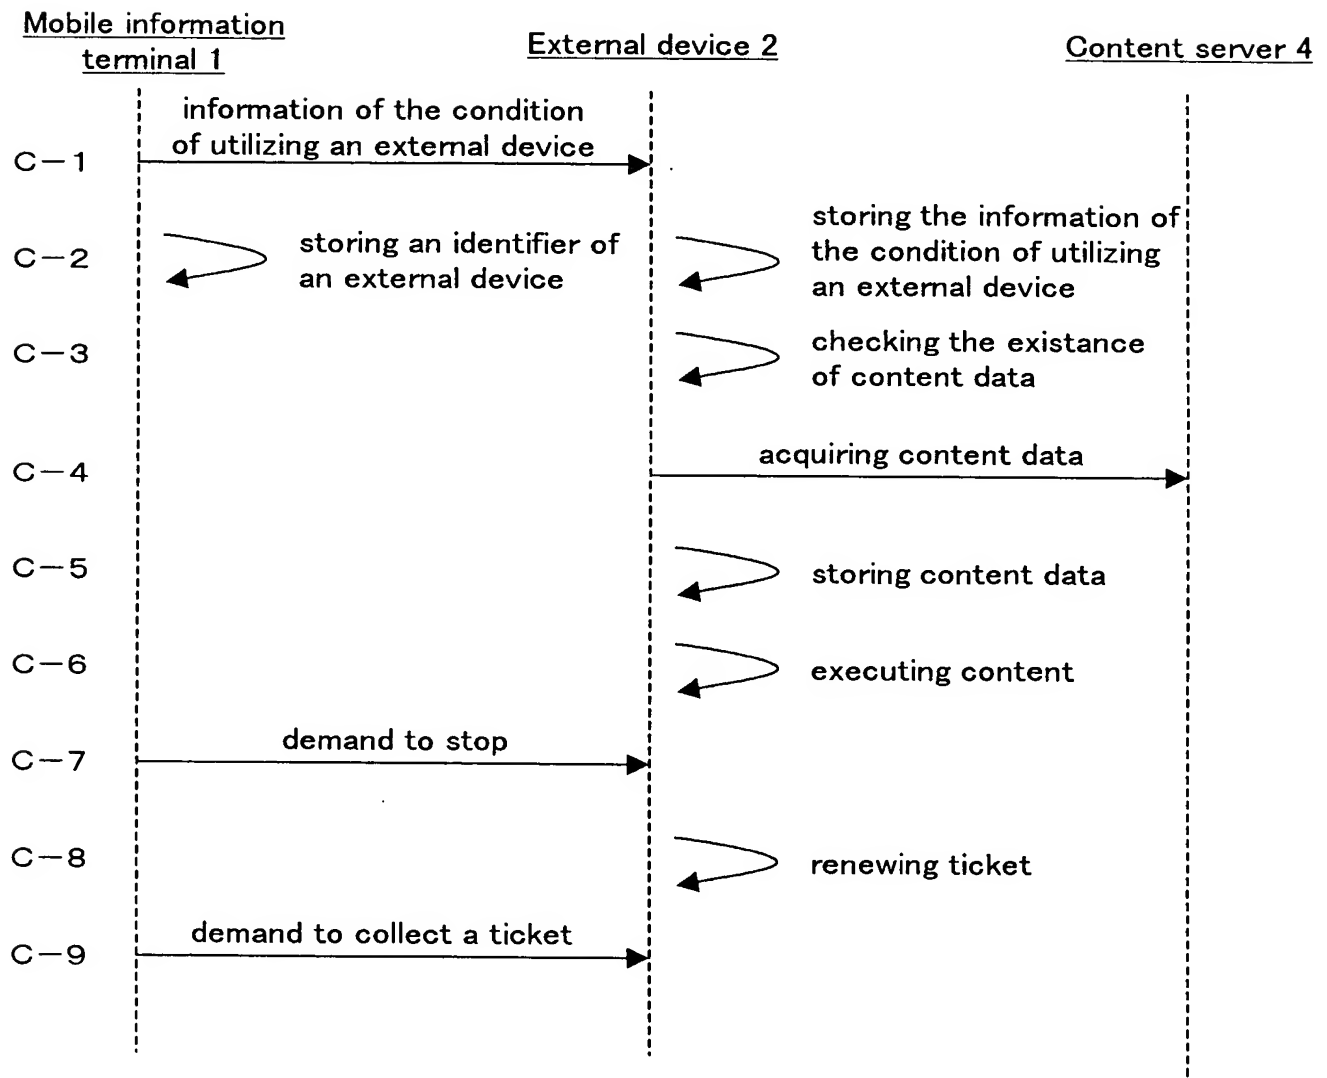 Mobile information
terminal 1
External device 2
Content server 4
information of the condition
of utilizing an external device
C－1
C－2
storing an identifier of
an external device
storing the information of
the condition of utilizing
an external device
C－3
checking the existance
of content data
C－4
acquiring content data
C－5
storing content data
C－6
executing content
C－7
demand to stop
C－8
renewing ticket
C－9
demand to collect a ticket